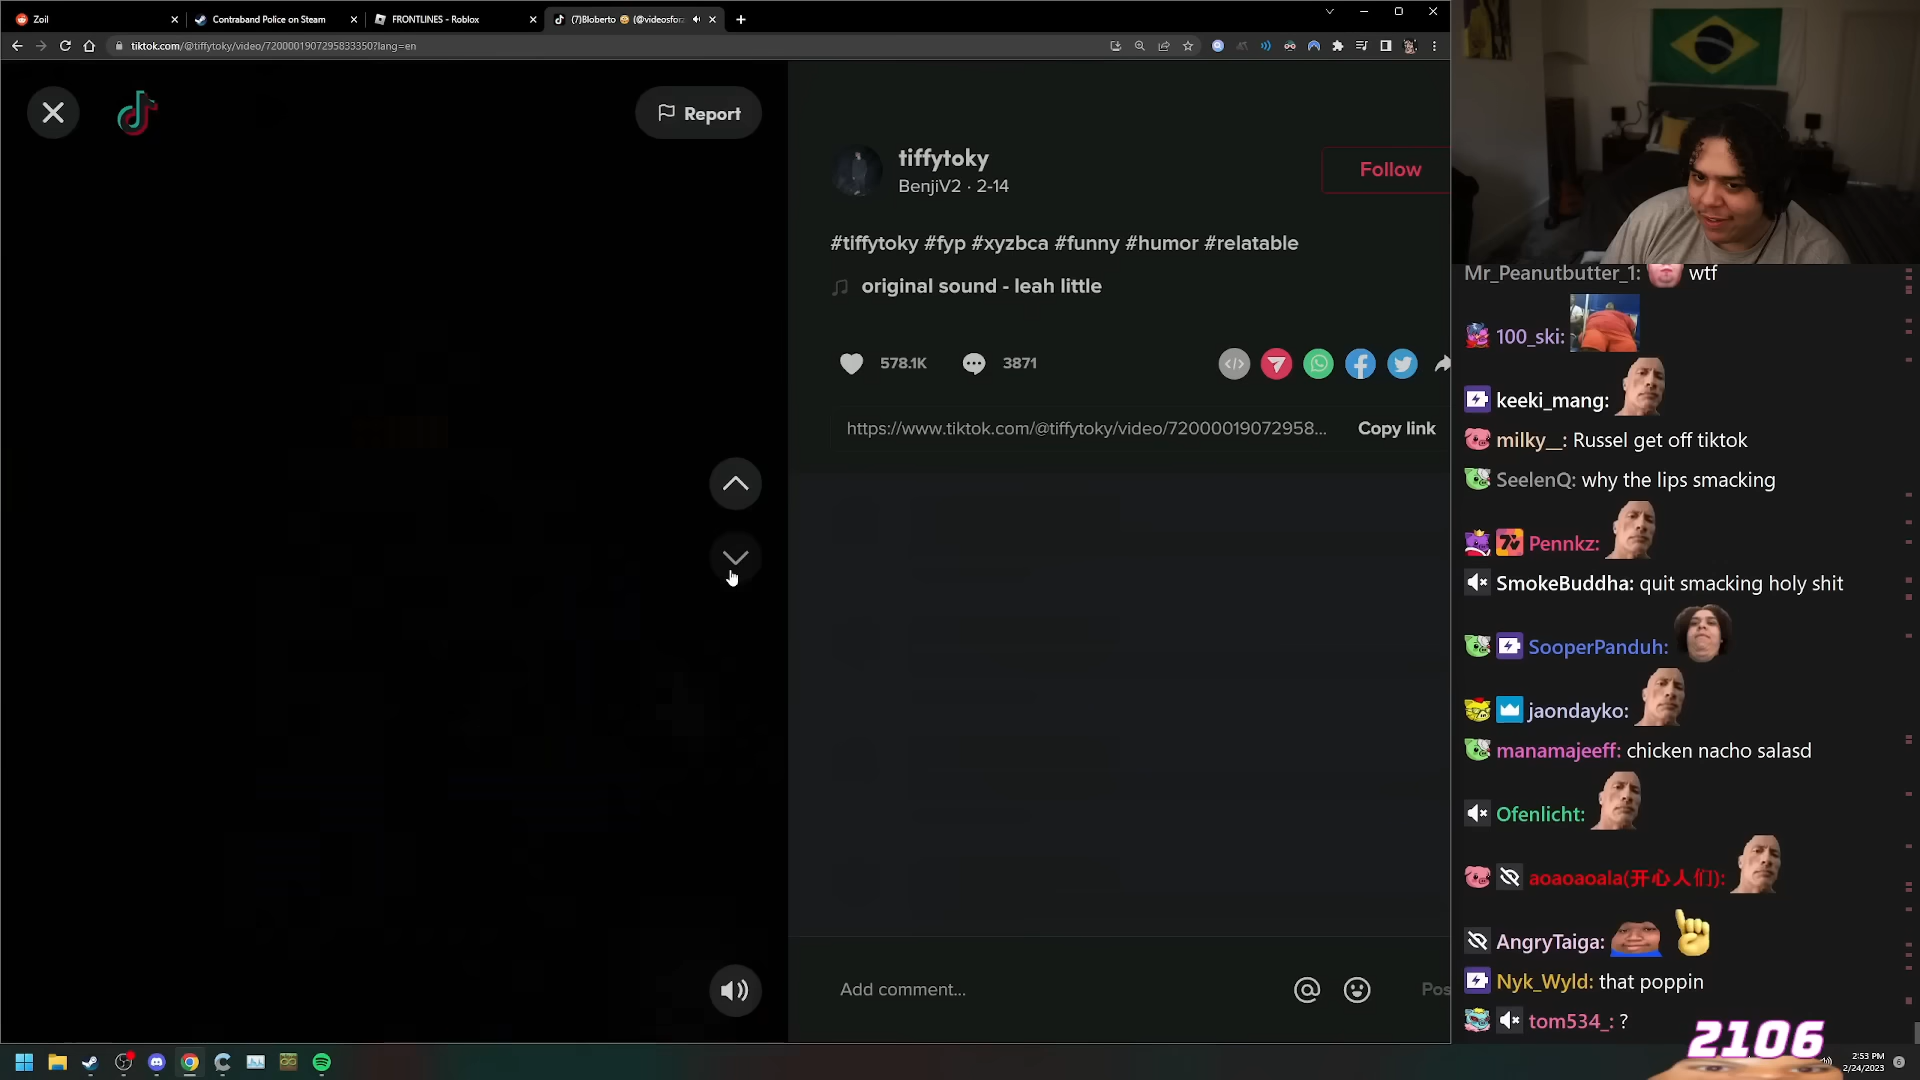 Zoil
Contraband Police on Steam
FRONTLINES - Roblox
(7)Bloberto 😳 (@videosforz
tiktok.com/@tiffytoky/video/7200001907295833350?lang=en
Report
tiffytoky
BenjiV2 · 2-14
Follow
#tiffytoky #fyp #xyzbca #funny #humor #relatable
original sound - leah little
578.1K
3871
https://www.tiktok.com/@tiffytoky/video/72000019072958...
Copy link
Add comment...
Pos
Mr_Peanutbutter_1: wtf
100_ski:
keeki_mang:
milky__: Russel get off tiktok
SeelenQ: why the lips smacking
Pennkz:
SmokeBuddha: quit smacking holy shit
SooperPanduh:
jaondayko:
manamajeeff: chicken nacho salasd
Ofenlicht:
aoaoaoala(开心人们):
AngryTaiga:
Nyk_Wyld: that poppin
tom534_: ?
2106
2:53 PM
2/24/2023